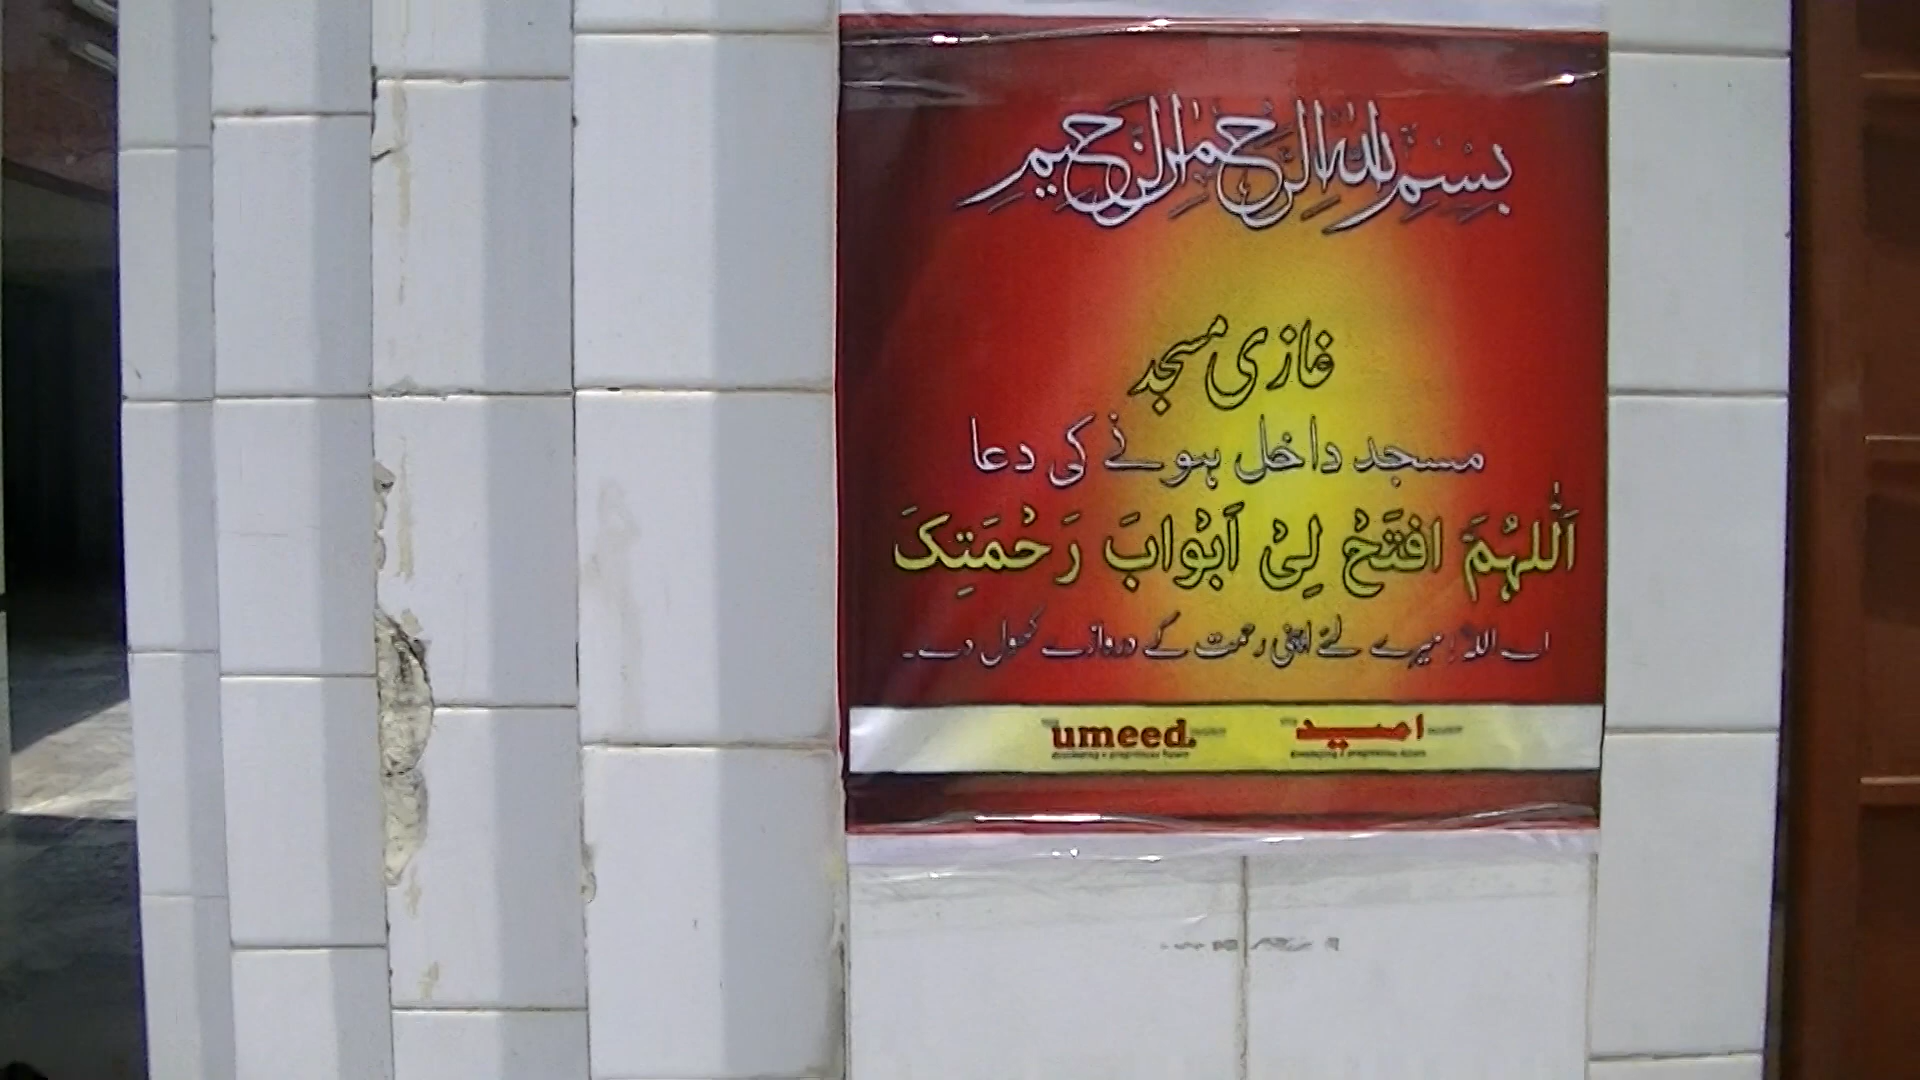 بسم الله الرحمن الرحیم
غازی مسجد
مسجد داخل ہونے کی دعا
اَللّٰہُمَّ افْتَحْ لِیْ اَبْوَابَ رَحْمَتِکَ
اے اللہ! میرے لئے اپنی رحمت کے دروازے کھول دے۔
umeed. امید